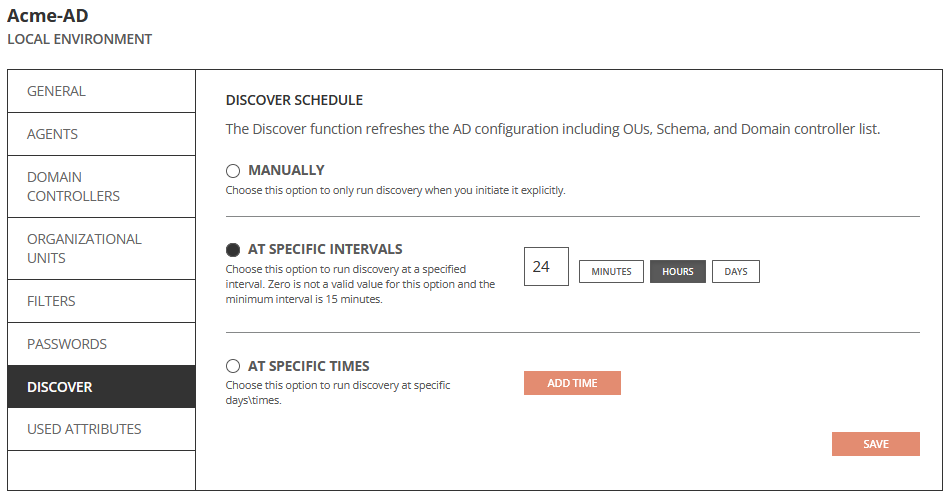 Acme-AD
LOCAL ENVIRONMENT
GENERAL
AGENTS
DOMAIN
CONTROLLERS
ORGANIZATIONAL
UNITS
FILTERS
PASSWORDS
DISCOVER
USED ATTRIBUTES
DISCOVER SCHEDULE
The Discover function refreshes the AD configuration including OUs, Schema, and Domain controller list.
MANUALLY
Choose this option to only run discovery when you initiate it explicitly.
AT SPECIFIC INTERVALS
Choose this option to run discovery at a specified
interval. Zero is not a valid value for this option and the
minimum interval is 15 minutes.
24
MINUTES
HOURS
DAYS
AT SPECIFIC TIMES
Choose this option to run discovery at specific
days\times.
ADD TIME
SAVE